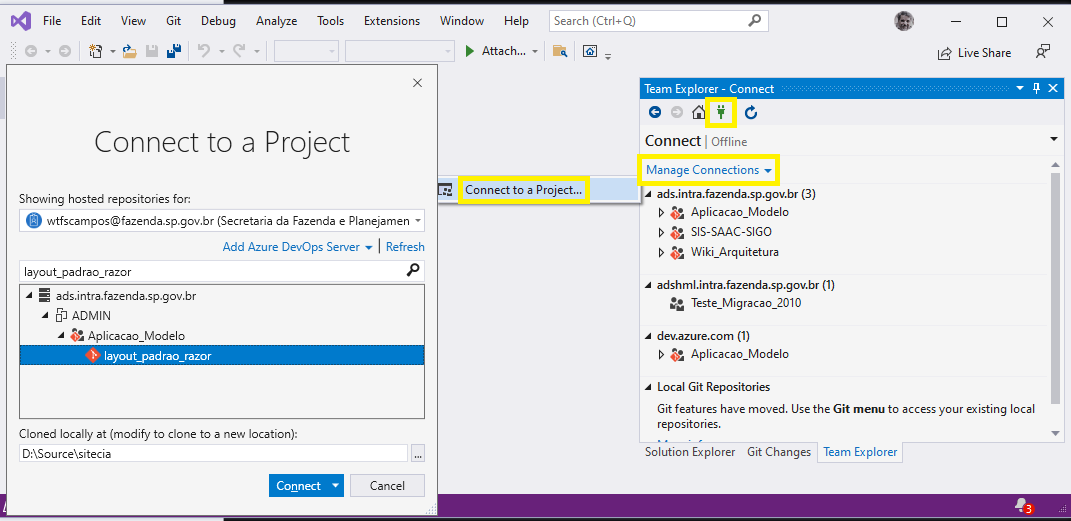 File Edit View Git Debug Analyze Tools Extensions Window Help Search (Ctrl+Q)
Attach... Live Share
Connect to a Project
Showing hosted repositories for:
wtfscampos@fazenda.sp.gov.br (Secretaria da Fazenda e Planejamen
Add Azure DevOps Server | Refresh
layout_padrao_razor
ads.intra.fazenda.sp.gov.br
ADMIN
Aplicacao_Modelo
layout_padrao_razor
Cloned locally at (modify to clone to a new location):
D:\Source\sitecia
...
Connect Cancel
Connect to a Project...
Team Explorer - Connect
Connect | Offline
Manage Connections
ads.intra.fazenda.sp.gov.br (3)
Aplicacao_Modelo
SIS-SAAC-SIGO
Wiki_Arquitetura
adshml.intra.fazenda.sp.gov.br (1)
Teste_Migracao_2010
dev.azure.com (1)
Aplicacao_Modelo
Local Git Repositories
Git features have moved. Use the Git menu to access your existing local
repositories.
Solution Explorer Git Changes Team Explorer
3